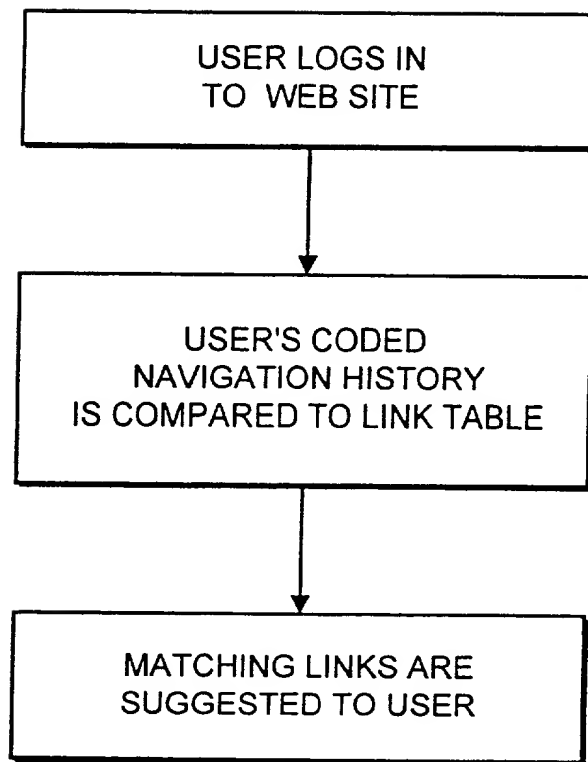 USER LOGS IN
TO WEB SITE
USER'S CODED
NAVIGATION HISTORY
IS COMPARED TO LINK TABLE
MATCHING LINKS ARE
SUGGESTED TO USER